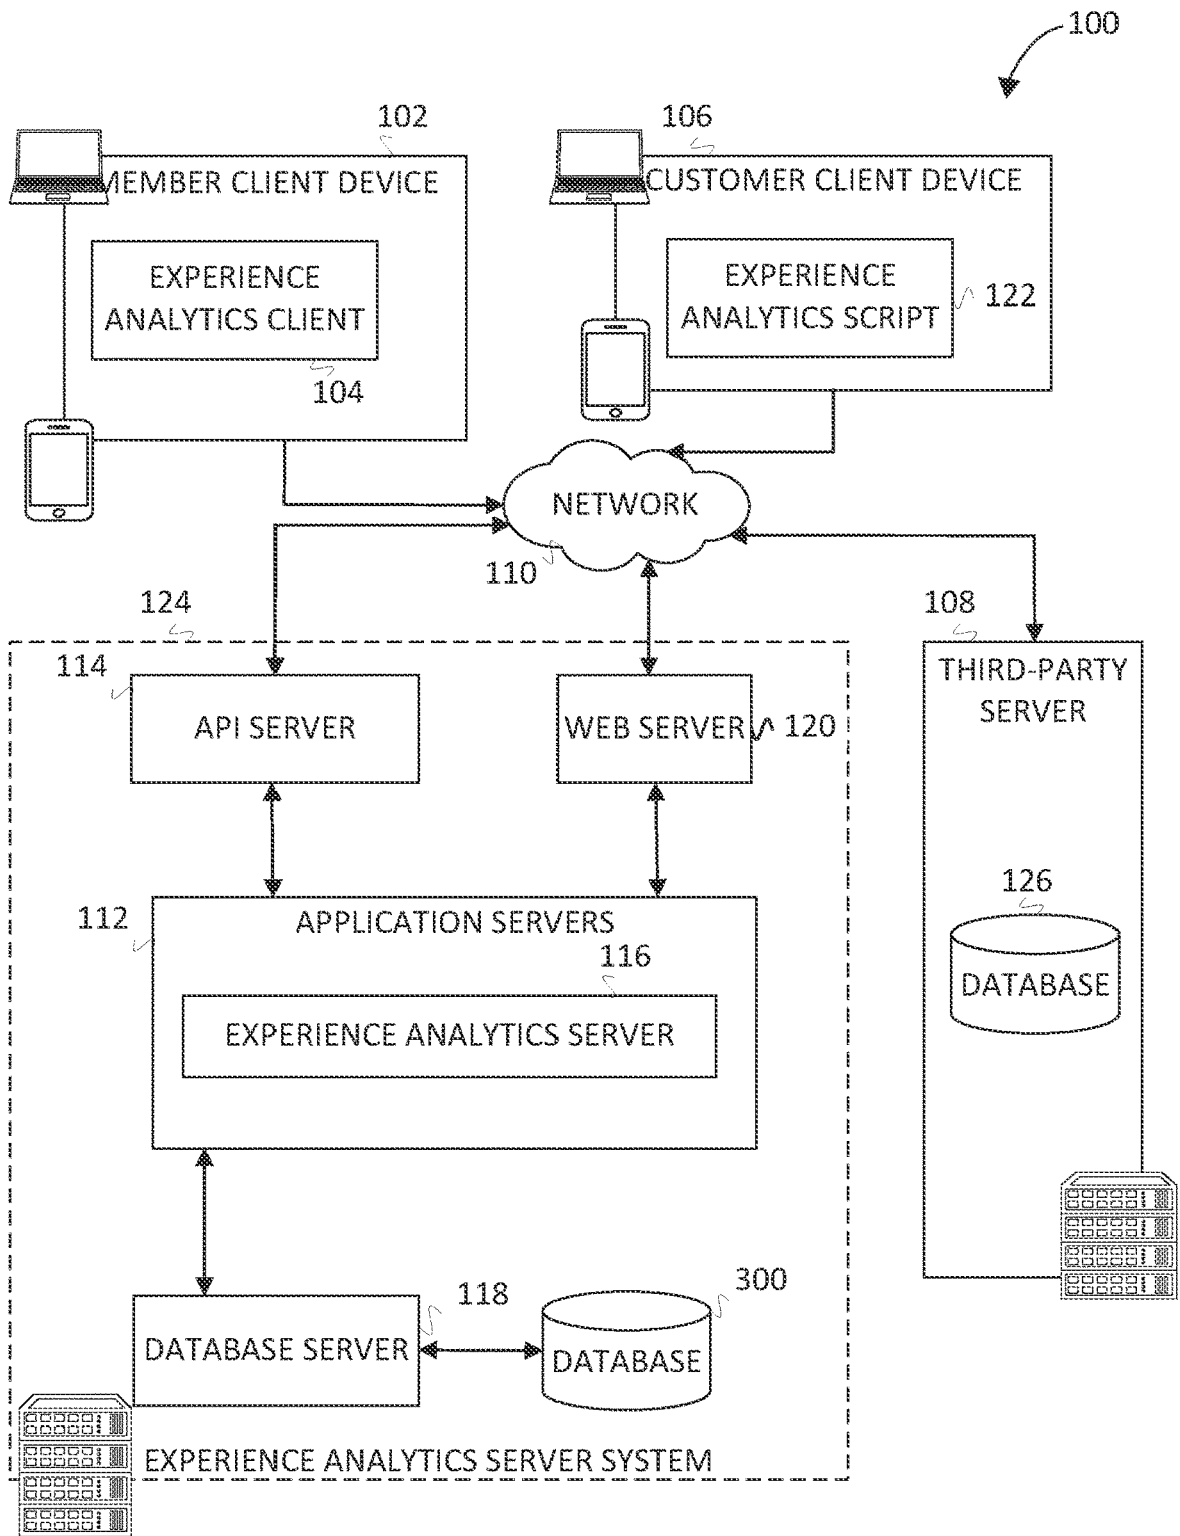 100
102
106
MEMBER CLIENT DEVICE
CUSTOMER CLIENT DEVICE
EXPERIENCE
ANALYTICS CLIENT
104
EXPERIENCE
ANALYTICS SCRIPT
122
NETWORK
110
124
108
114
API SERVER
WEB SERVER
120
THIRD-PARTY
SERVER
112
APPLICATION SERVERS
116
EXPERIENCE ANALYTICS SERVER
126
DATABASE
118
300
DATABASE SERVER
DATABASE
EXPERIENCE ANALYTICS SERVER SYSTEM